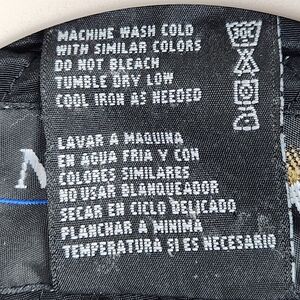 MACHINE WASH COLD
WITH SIMILAR COLORS
DO NOT BLEACH
TUMBLE DRY LOW
COOL IRON AS NEEDED
30C
LAVAR A MAQUINA
EN AGUA FRIA Y CON
COLORES SIMILARES
NO USAR BLANQUEADOR
SECAR EN CICLO DELICADO
PLANCHAR A MINIMA
TEMPERATURA SI ES NECESARIO
N